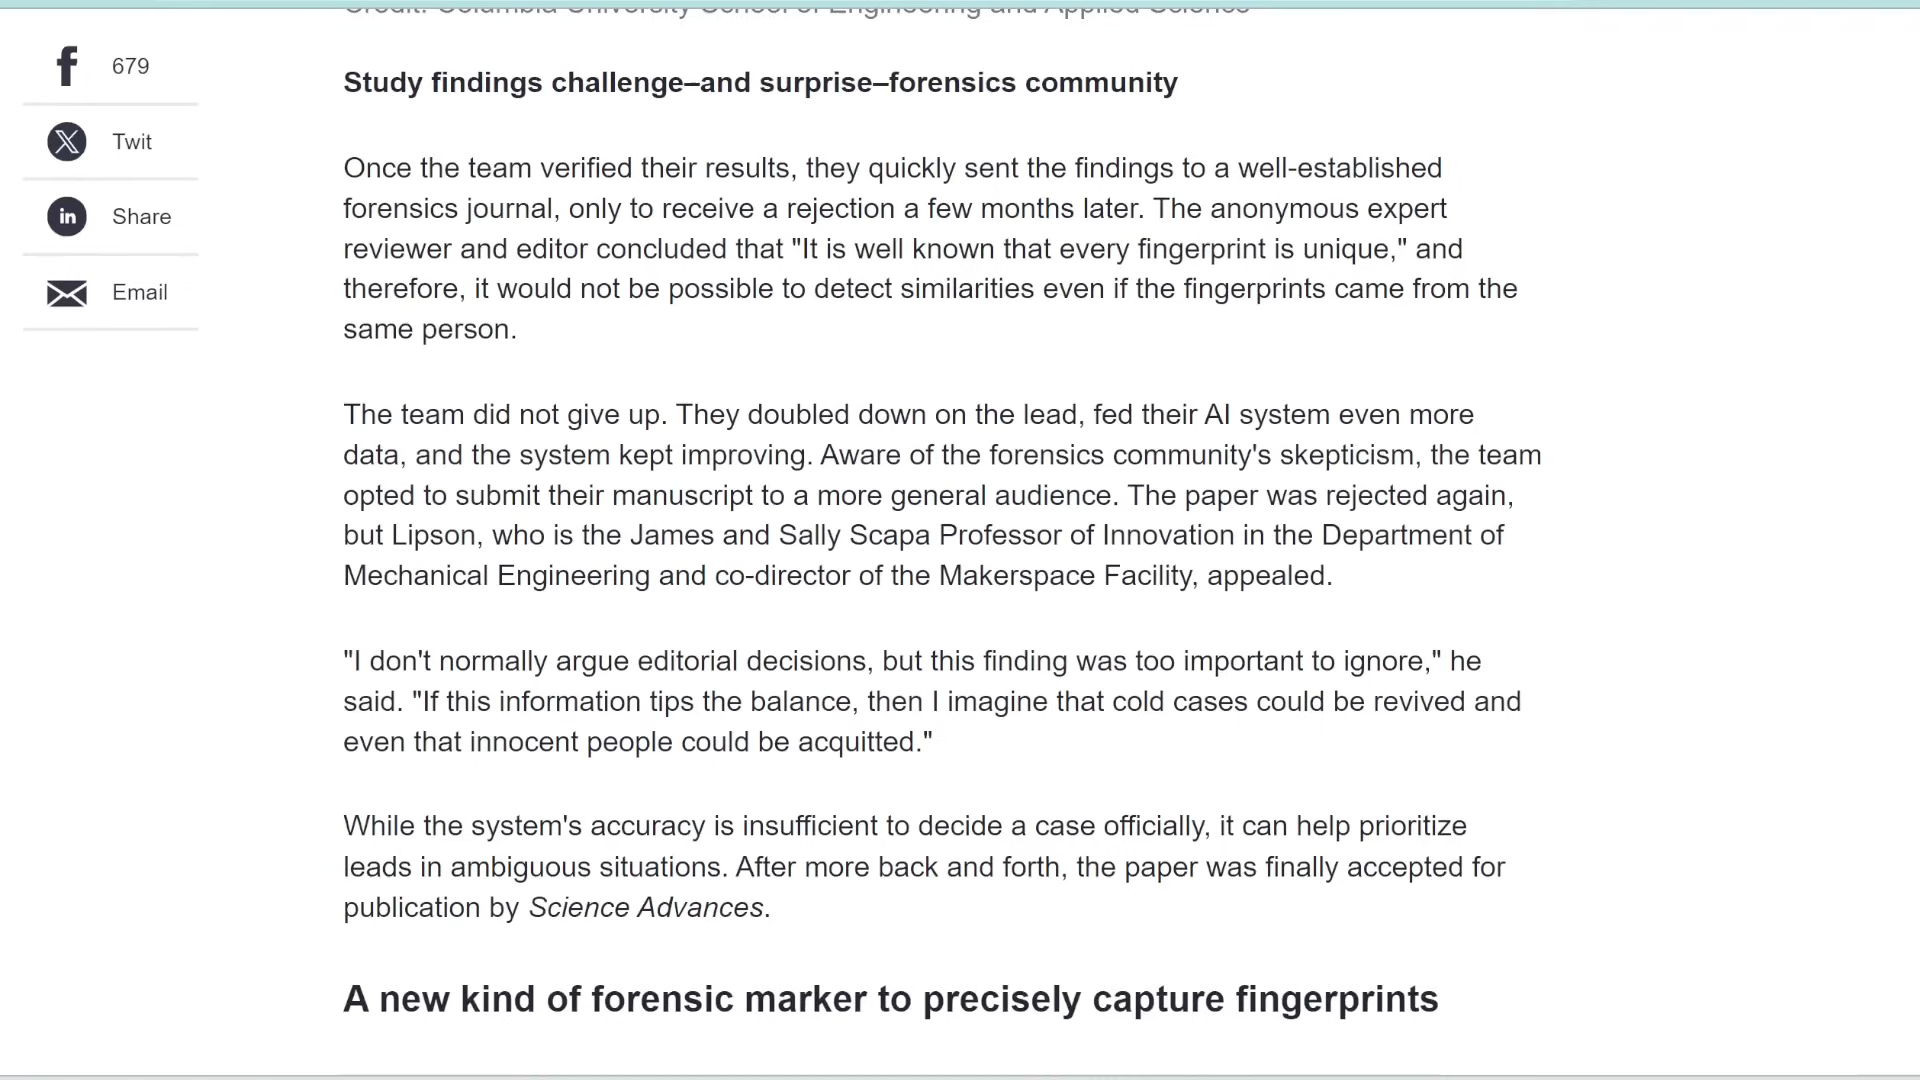 Credit: Columbia University School of Engineering and Applied Science
679
Twit
Share
Email
Study findings challenge–and surprise–forensics community
Once the team verified their results, they quickly sent the findings to a well-established
forensics journal, only to receive a rejection a few months later. The anonymous expert
reviewer and editor concluded that "It is well known that every fingerprint is unique," and
therefore, it would not be possible to detect similarities even if the fingerprints came from the
same person.
The team did not give up. They doubled down on the lead, fed their AI system even more
data, and the system kept improving. Aware of the forensics community's skepticism, the team
opted to submit their manuscript to a more general audience. The paper was rejected again,
but Lipson, who is the James and Sally Scapa Professor of Innovation in the Department of
Mechanical Engineering and co-director of the Makerspace Facility, appealed.
"I don't normally argue editorial decisions, but this finding was too important to ignore," he
said. "If this information tips the balance, then I imagine that cold cases could be revived and
even that innocent people could be acquitted."
While the system's accuracy is insufficient to decide a case officially, it can help prioritize
leads in ambiguous situations. After more back and forth, the paper was finally accepted for
publication by Science Advances.
A new kind of forensic marker to precisely capture fingerprints